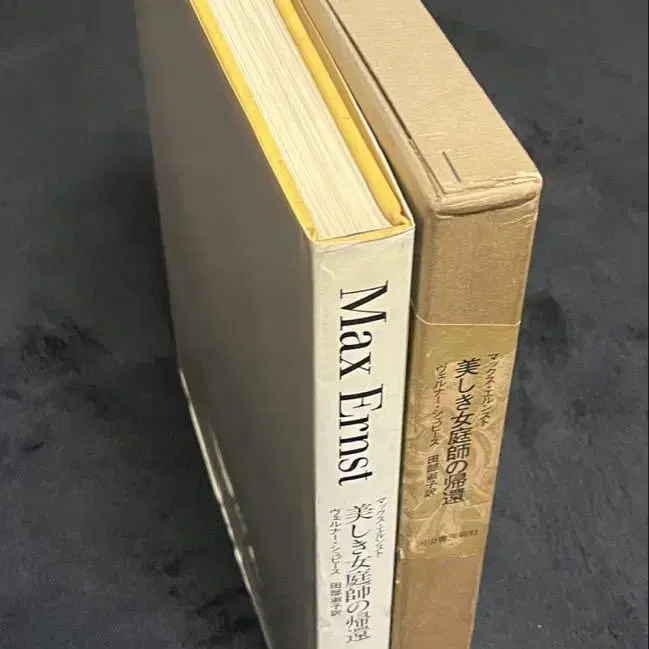 Max Ernst
マックス・エルンスト
美しき女庭師の帰還
ヴェルナー・シュピース 田部淑子訳
マックス・エルンスト
美しき女庭師の帰還
ヴェルナー・シュピース 田部淑子訳
河出書房新社